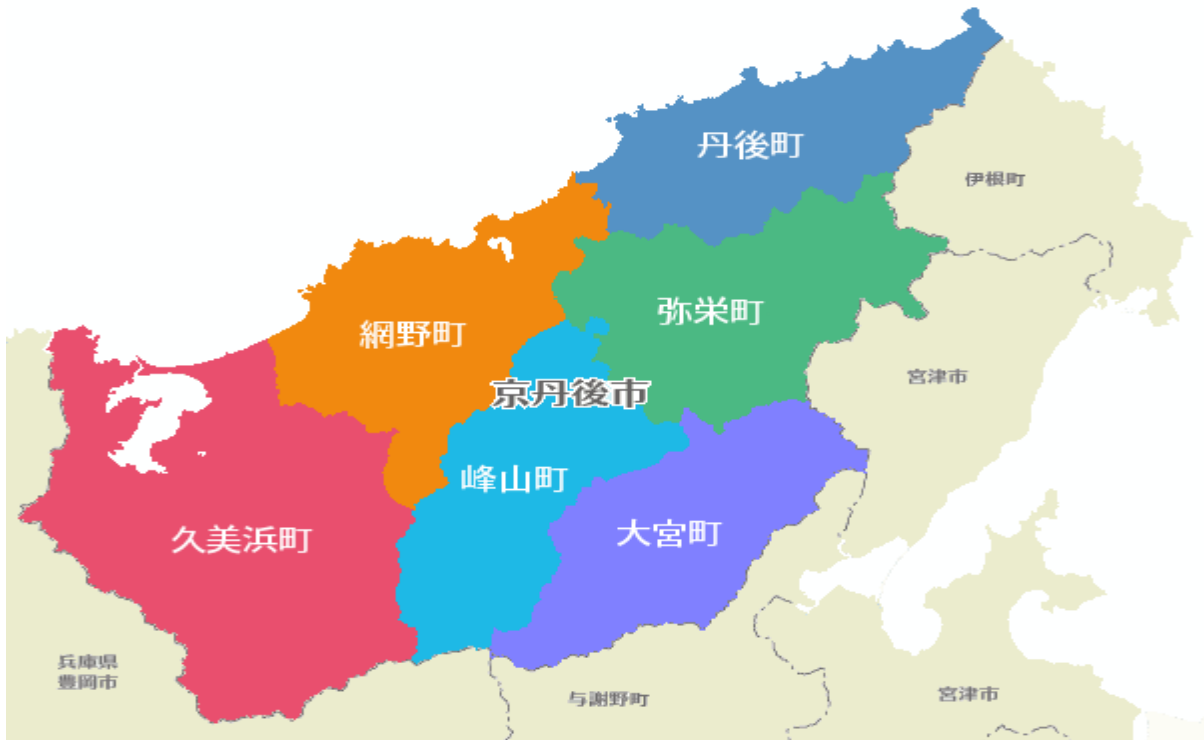 丹後町
伊根町
弥栄町
網野町
宮津市
京丹後市
峰山町
大宮町
久美浜町
兵庫県
豊岡市
与謝野町
宮津市